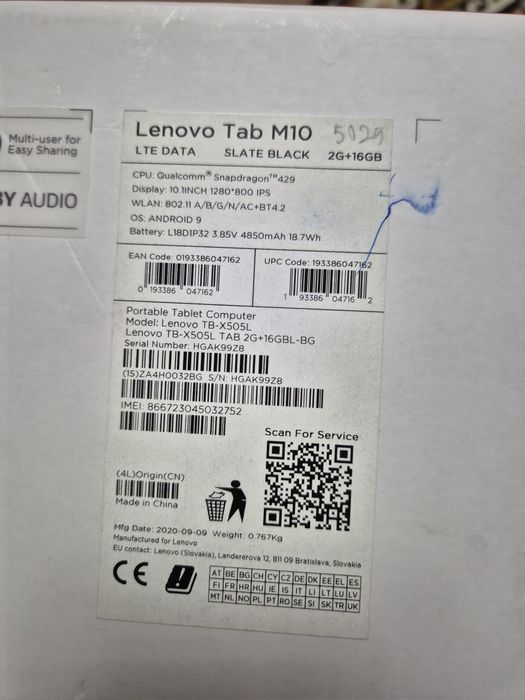 Multi-user for
Easy Sharing
BY AUDIO
Lenovo Tab M10 5029
LTE DATA SLATE BLACK 2G+16GB
CPU: Qualcomm® Snapdragon™429
Display: 10.1INCH 1280*800 IPS
WLAN: 802.11 A/B/G/N/AC+BT4.2
OS: ANDROID 9
Battery: L18D1P32 3.85V 4850mAh 18.7Wh
EAN Code: 0193386047162
0 193386 047162
UPC Code: 193386047162
1 93386 04716 2
Portable Tablet Computer
Model: Lenovo TB-X505L
Lenovo TB-X505L TAB 2G+16GBL-BG
Serial Number: HGAK99Z8
(1S)ZA4H0032BG S/N: HGAK99Z8
IMEI: 866723045032752
Scan For Service
(4L)Origin(CN)
Made in China
Mfg Date: 2020-09-09 Weight: 0.767Kg
Manufactured for Lenovo
EU contact: Lenovo (Slovakia), Landererova 12, 811 09 Bratislava, Slovakia
CE
AT BE BG CH CY CZ DE DK EE EL ES
FI FR HR HU IE IS IT LI LT LU LV
MT NL NO PL PT RO SE SI SK TR UK